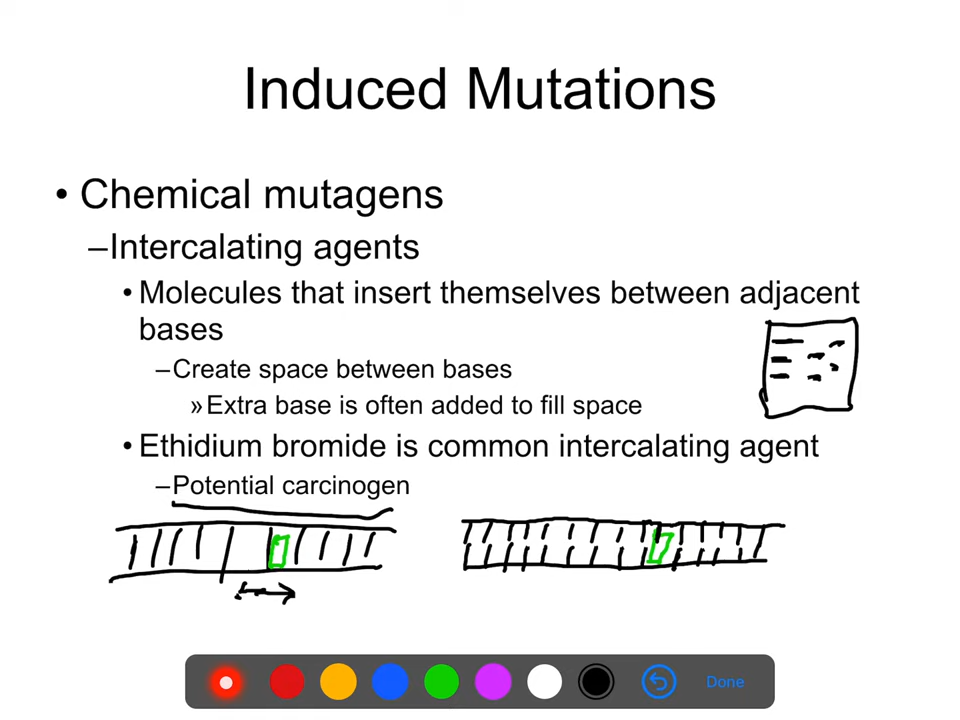 Induced Mutations
• Chemical mutagens
–Intercalating agents
• Molecules that insert themselves between adjacent
bases
–Create space between bases
»Extra base is often added to fill space
• Ethidium bromide is common intercalating agent
–Potential carcinogen
Done